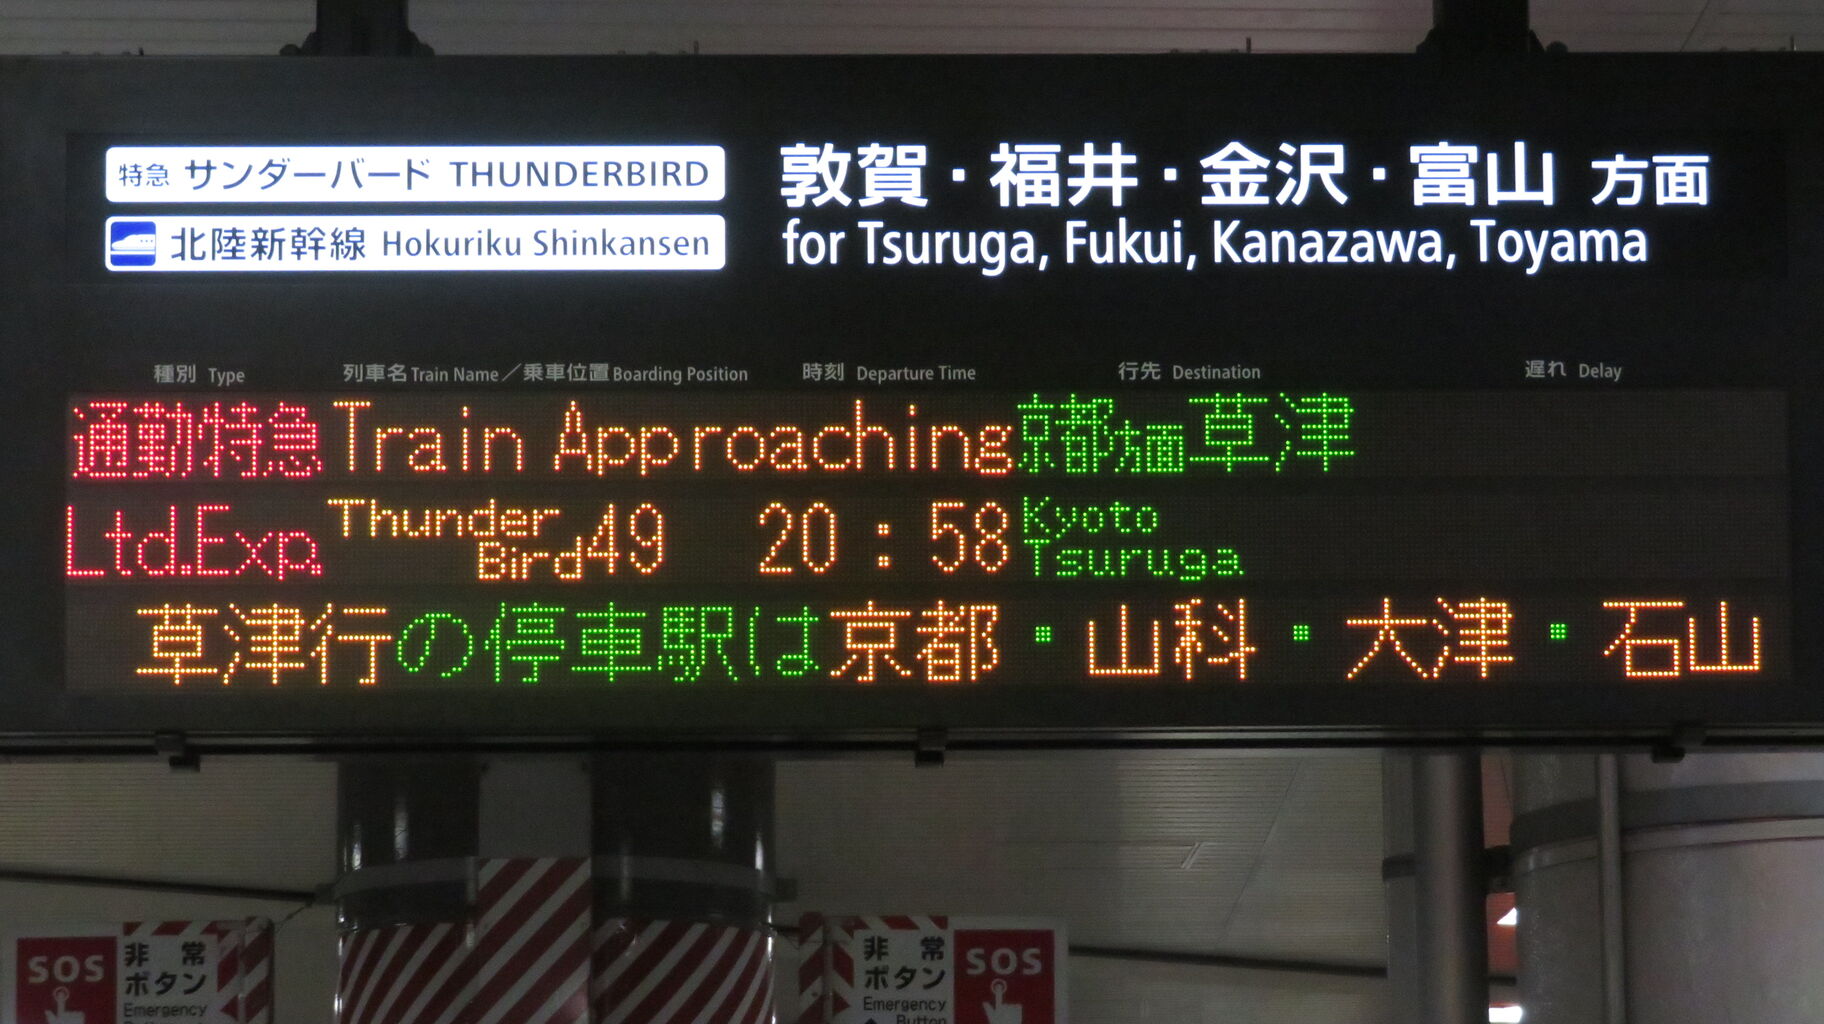 特急 サンダーバード THUNDERBIRD
北陸新幹線 Hokuriku Shinkansen
敦賀・福井・金沢・富山 方面
for Tsuruga, Fukui, Kanazawa, Toyama
種別 Type 列車名 Train Name／乗車位置 Boarding Position 時刻 Departure Time 行先 Destination 遅れ Delay
通勤特急 Train Approaching 京都方面草津
Ltd.Exp. Thunder Bird 49 20:58 Kyoto Tsuruga
草津行の停車駅は京都・山科・大津・石山
SOS
非常
ボタン
Emergency
非常
ボタン
Emergency
Button
SOS